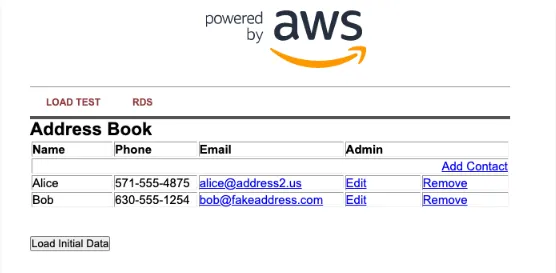 powered
by aws
LOAD TEST RDS
Address Book
Name Phone Email Admin
Add Contact
Alice 571-555-4875 alice@address2.us Edit Remove
Bob 630-555-1254 bob@fakeaddress.com Edit Remove
Load Initial Data